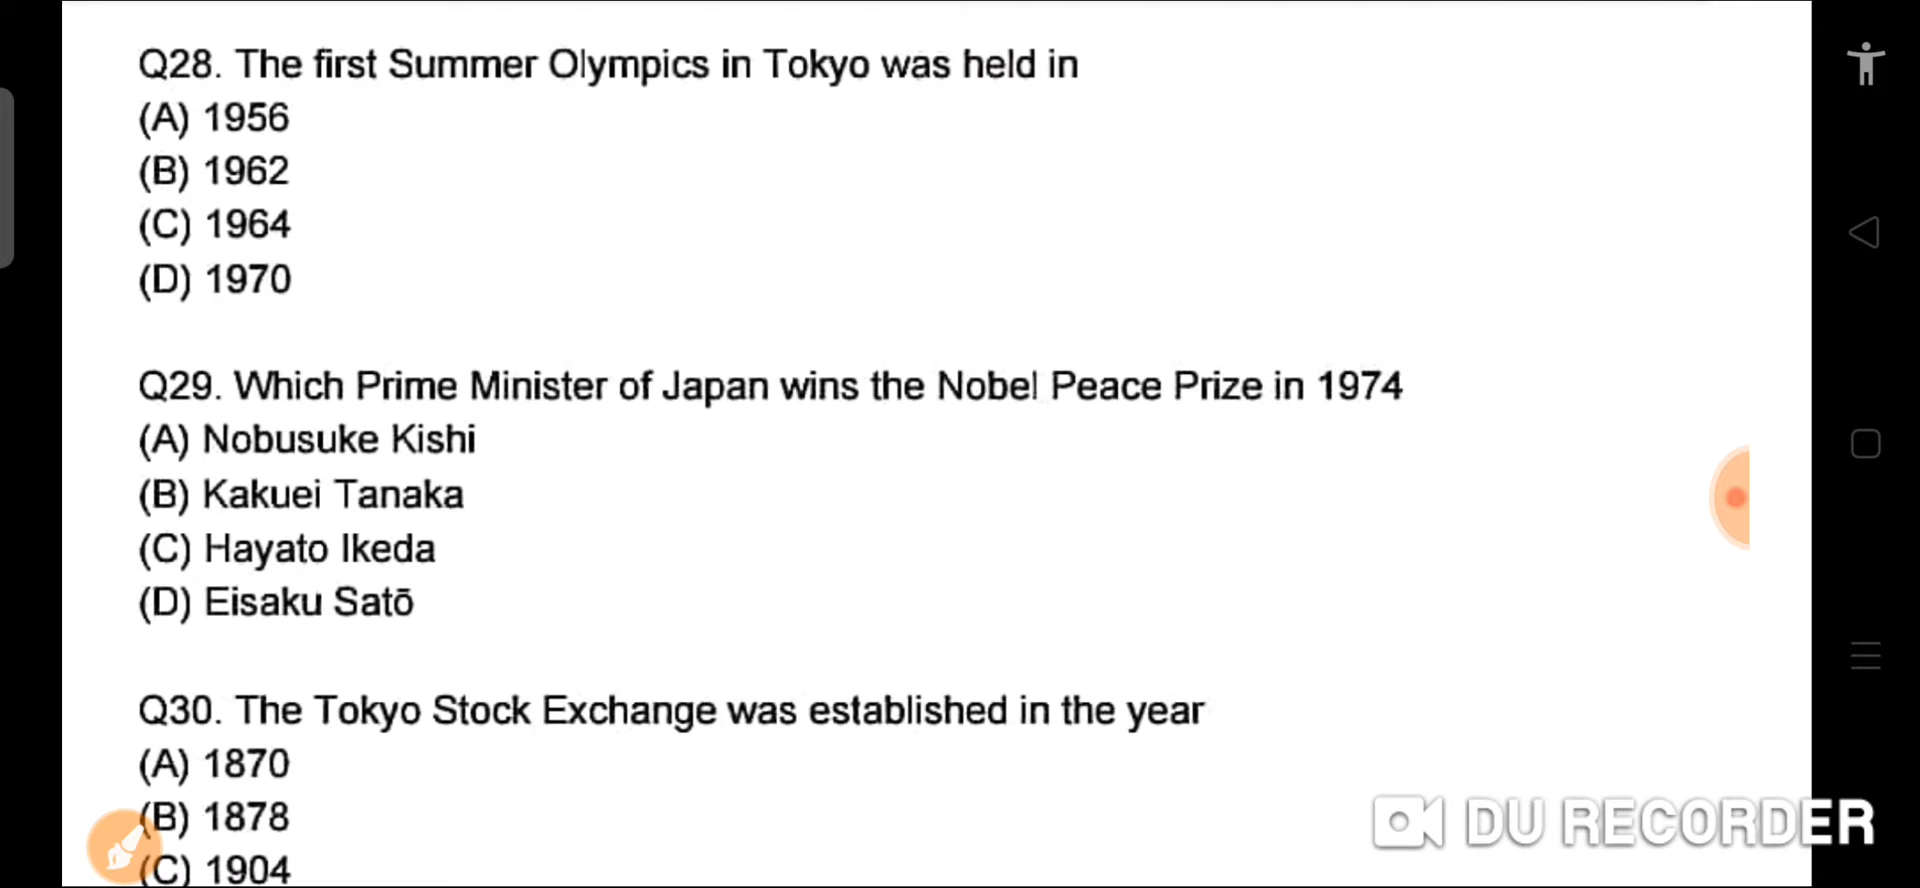 Q28. The first Summer Olympics in Tokyo was held in
(A) 1956
(B) 1962
(C) 1964
(D) 1970
Q29. Which Prime Minister of Japan wins the Nobel Peace Prize in 1974
(A) Nobusuke Kishi
(B) Kakuei Tanaka
(C) Hayato Ikeda
(D) Eisaku Satō
Q30. The Tokyo Stock Exchange was established in the year
(A) 1870
(B) 1878
(C) 1904
DU RECORDER